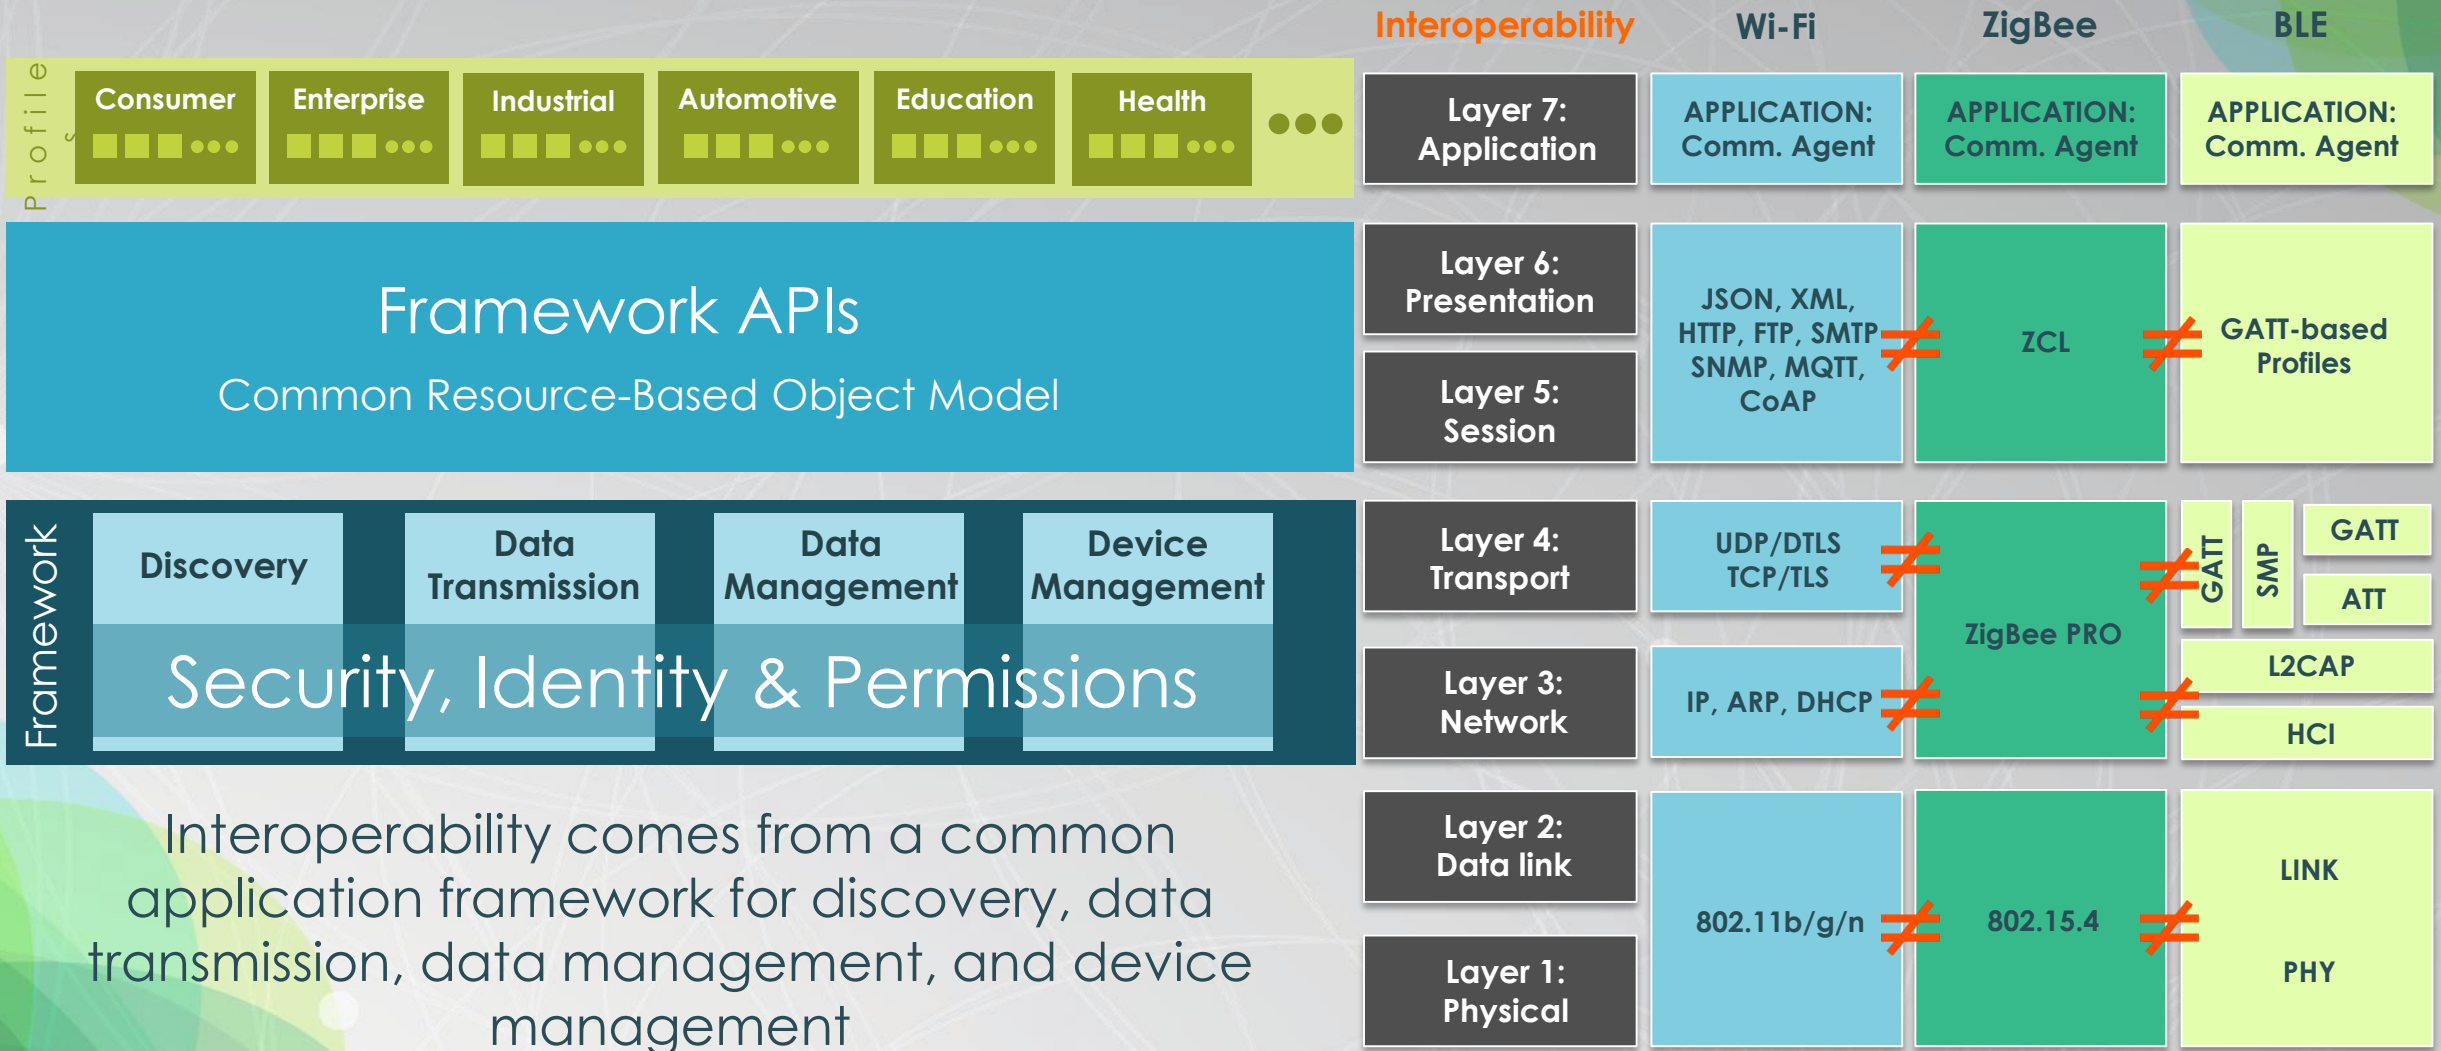 Interoperability
Wi-Fi
ZigBee
BLE
Profiles
Consumer
Enterprise
Industrial
Automotive
Education
Health
Layer 7:
Application
APPLICATION:
Comm. Agent
APPLICATION:
Comm. Agent
APPLICATION:
Comm. Agent
Framework APIs
Common Resource-Based Object Model
Layer 6:
Presentation
Layer 5:
Session
JSON, XML,
HTTP, FTP, SMTP
SNMP, MQTT,
CoAP
ZCL
GATT-based
Profiles
Framework
Discovery
Data
Transmission
Data
Management
Device
Management
Security, Identity & Permissions
Layer 4:
Transport
UDP/DTLS
TCP/TLS
ZigBee PRO
GATT
SMP
GATT
ATT
Layer 3:
Network
IP, ARP, DHCP
L2CAP
HCI
Interoperability comes from a common
application framework for discovery, data
transmission, data management, and device
management
Layer 2:
Data link
Layer 1:
Physical
802.11b/g/n
802.15.4
LINK
PHY